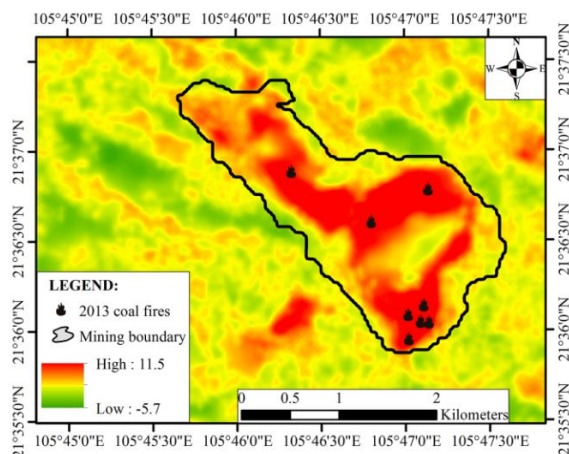 105°45'0"E 105°45'30"E 105°46'0"E 105°46'30"E 105°47'0"E 105°47'30"E
N
W E
S
21°37'0"N
21°36'30"N
21°36'0"N
21°35'30"N
21°37'30"N
21°37'0"N
21°36'30"N
21°36'0"N
21°35'30"N
LEGEND:
2013 coal fires
Mining boundary
High : 11.5
Low : -5.7
0 0.5 1 2
Kilometers
105°45'0"E 105°45'30"E 105°46'0"E 105°46'30"E 105°47'0"E 105°47'30"E